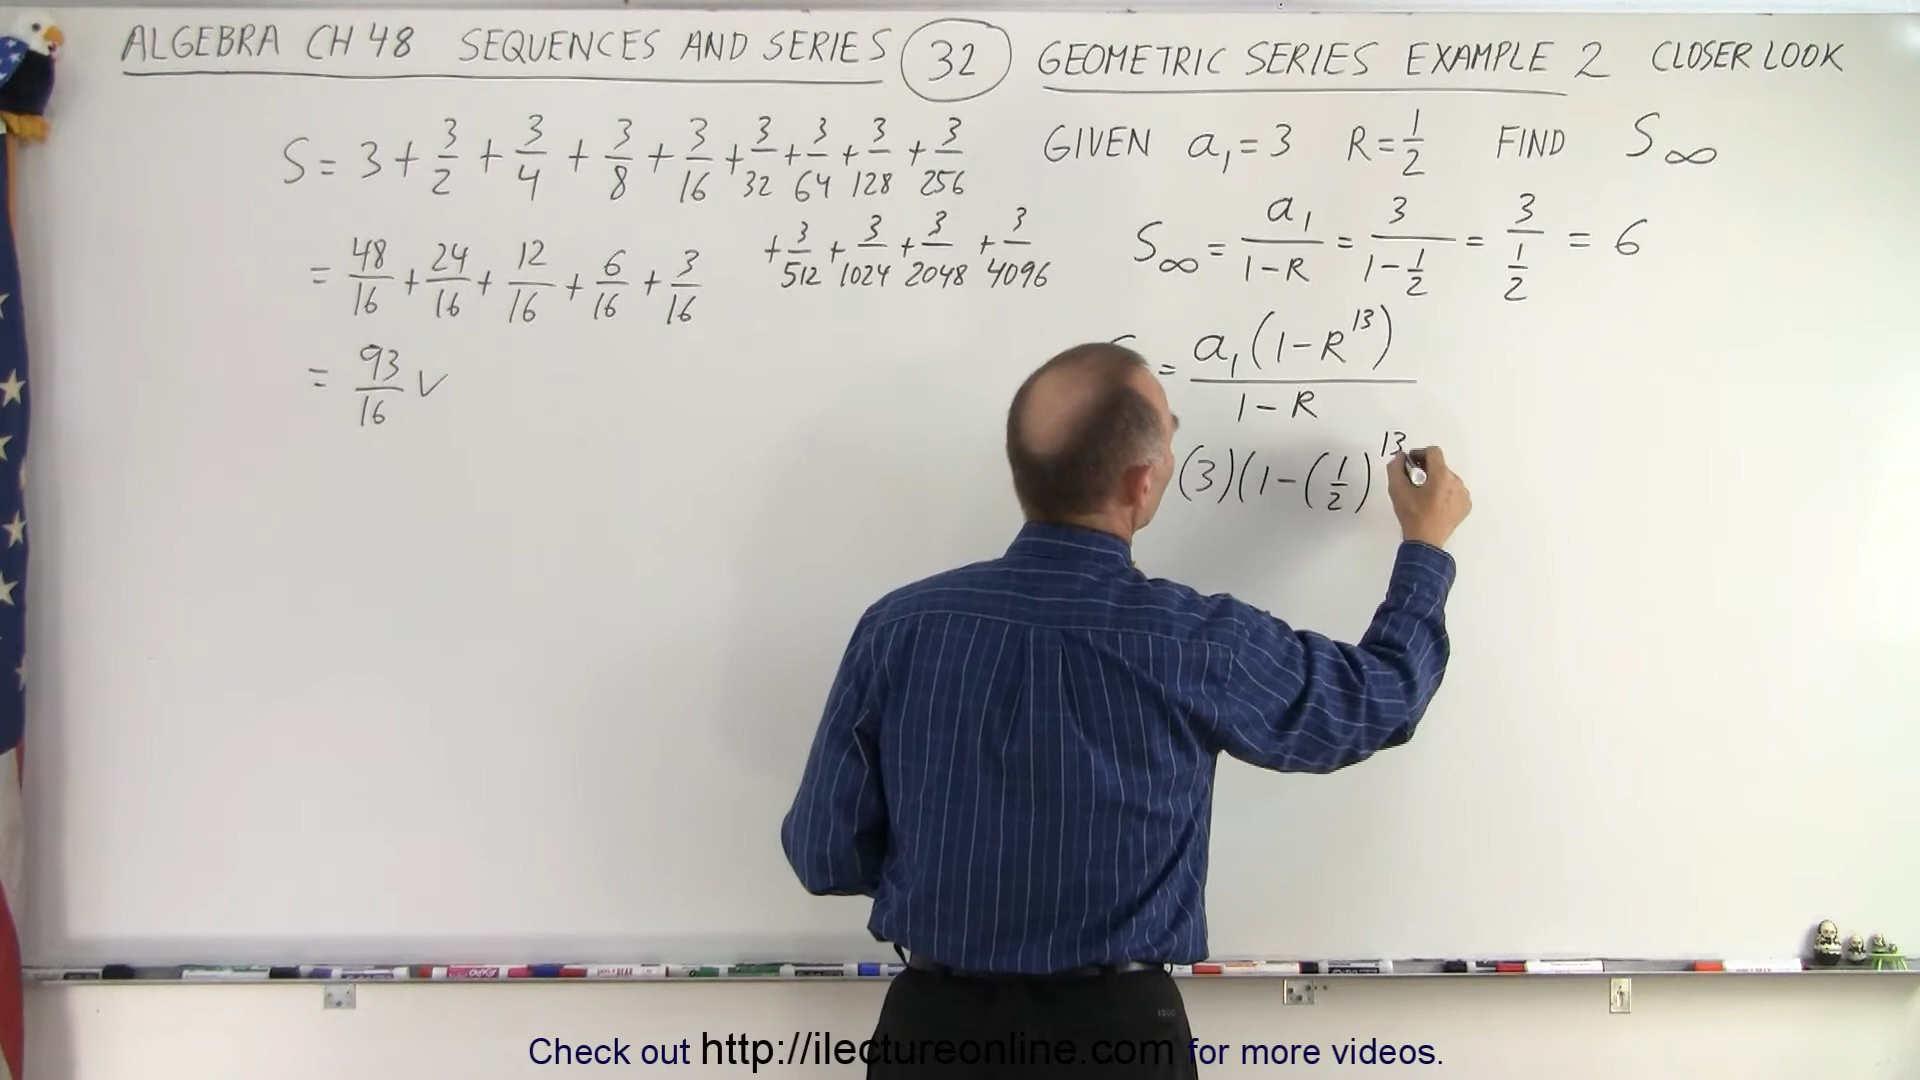 ALGEBRA CH 48 SEQUENCES AND SERIES 32 GEOMETRIC SERIES EXAMPLE 2 CLOSER LOOK
S = 3 + 3/2 + 3/4 + 3/8 + 3/16 + 3/32 + 3/64 + 3/128 + 3/256
+ 3/512 + 3/1024 + 3/2048 + 3/4096
= 48/16 + 24/16 + 12/16 + 6/16 + 3/16
= 93/16 ✓
GIVEN a₁ = 3 R = 1/2 FIND S∞
S∞ = a₁/(1-R) = 3/(1-1/2) = 3/(1/2) = 6
= a₁(1-R¹³)/(1-R)
(3)(1-(1/2)¹³
Check out http://ilectureonline.com for more videos.